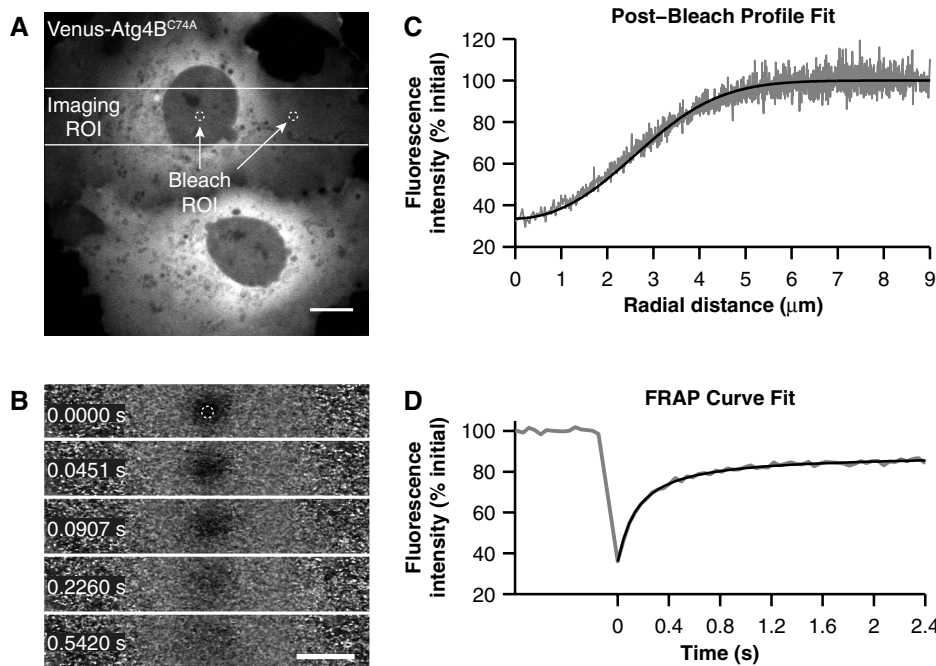 A
Venus-Atg4B^C74A
Imaging
ROI
Bleach
ROI
B
0.0000 s
0.0451 s
0.0907 s
0.2260 s
0.5420 s
C
Post–Bleach Profile Fit
Fluorescence
intensity (% initial)
120
100
80
60
40
20
0 1 2 3 4 5 6 7 8 9
Radial distance (μm)
D
FRAP Curve Fit
Fluorescence
intensity (% initial)
100
80
60
40
20
0 0.4 0.8 1.2 1.6 2.0 2.4
Time (s)